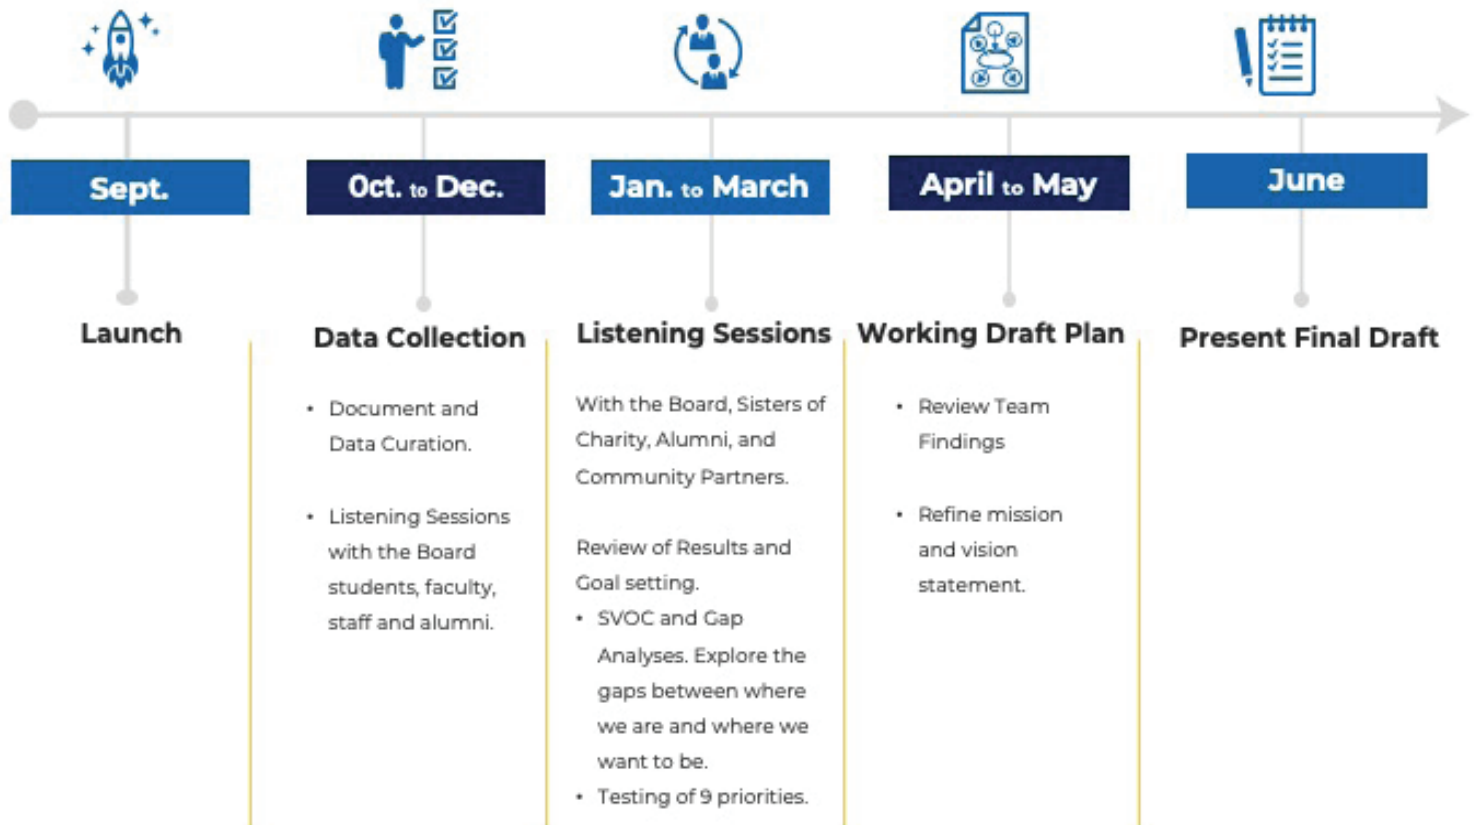 Sept.
Oct. to Dec.
Jan. to March
April to May
June
Launch
Data Collection
• Document and
Data Curation.
• Listening Sessions
with the Board
students, faculty,
staff and alumni.
Listening Sessions
With the Board, Sisters of
Charity, Alumni, and
Community Partners.
Review of Results and
Goal setting.
• SVOC and Gap
Analyses. Explore the
gaps between where
we are and where we
want to be.
• Testing of 9 priorities.
Working Draft Plan
• Review Team
Findings
• Refine mission
and vision
statement.
Present Final Draft